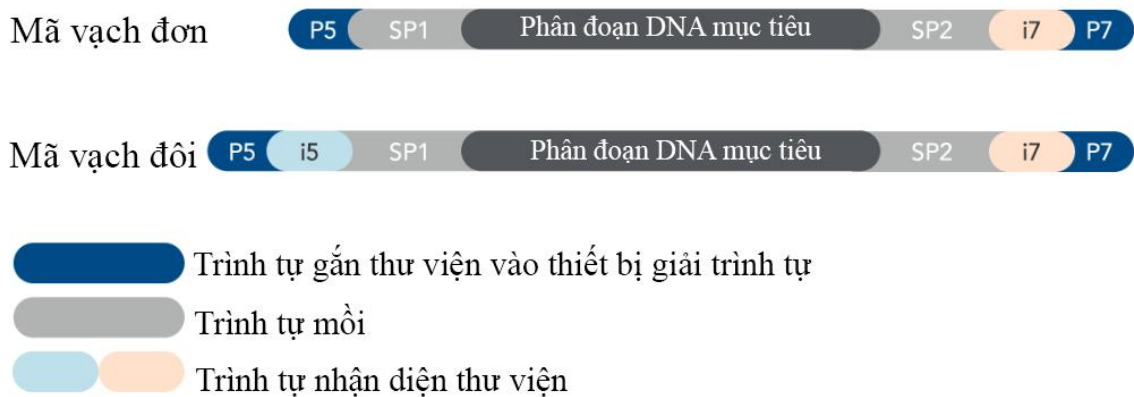 Mã vạch đơn P5 SP1 Phân đoạn DNA mục tiêu SP2 i7 P7
Mã vạch đôi P5 i5 SP1 Phân đoạn DNA mục tiêu SP2 i7 P7
Trình tự gắn thư viện vào thiết bị giải trình tự
Trình tự mồi
Trình tự nhận diện thư viện